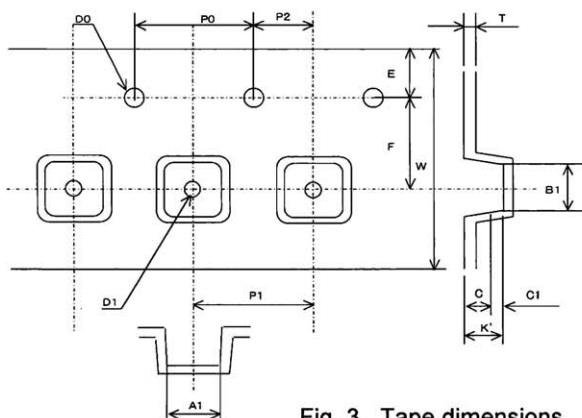 D0
P0
P2
T
E
F
W
B1
D1
P1
C
C1
K'
A1
Fig. 3 Tape dimensions